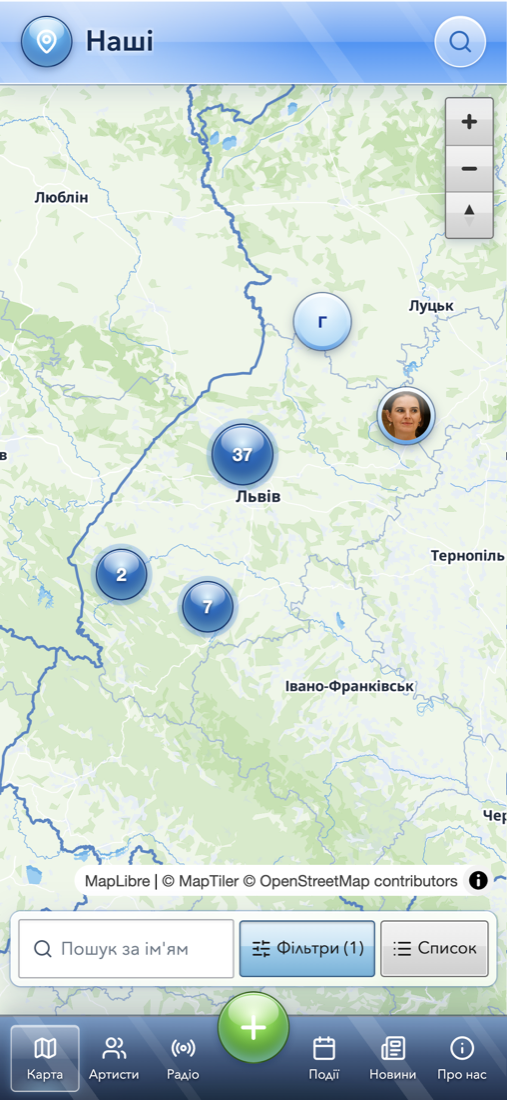 Наші
Люблін
Луцьк
г
37
Львів
2
Тернопіль
7
Івано-Франківськ
Чер
MapLibre | © MapTiler © OpenStreetMap contributors
Пошук за ім'ям
Фільтри (1)
Список
Карта
Артисти
Радіо
Події
Новини
Про нас